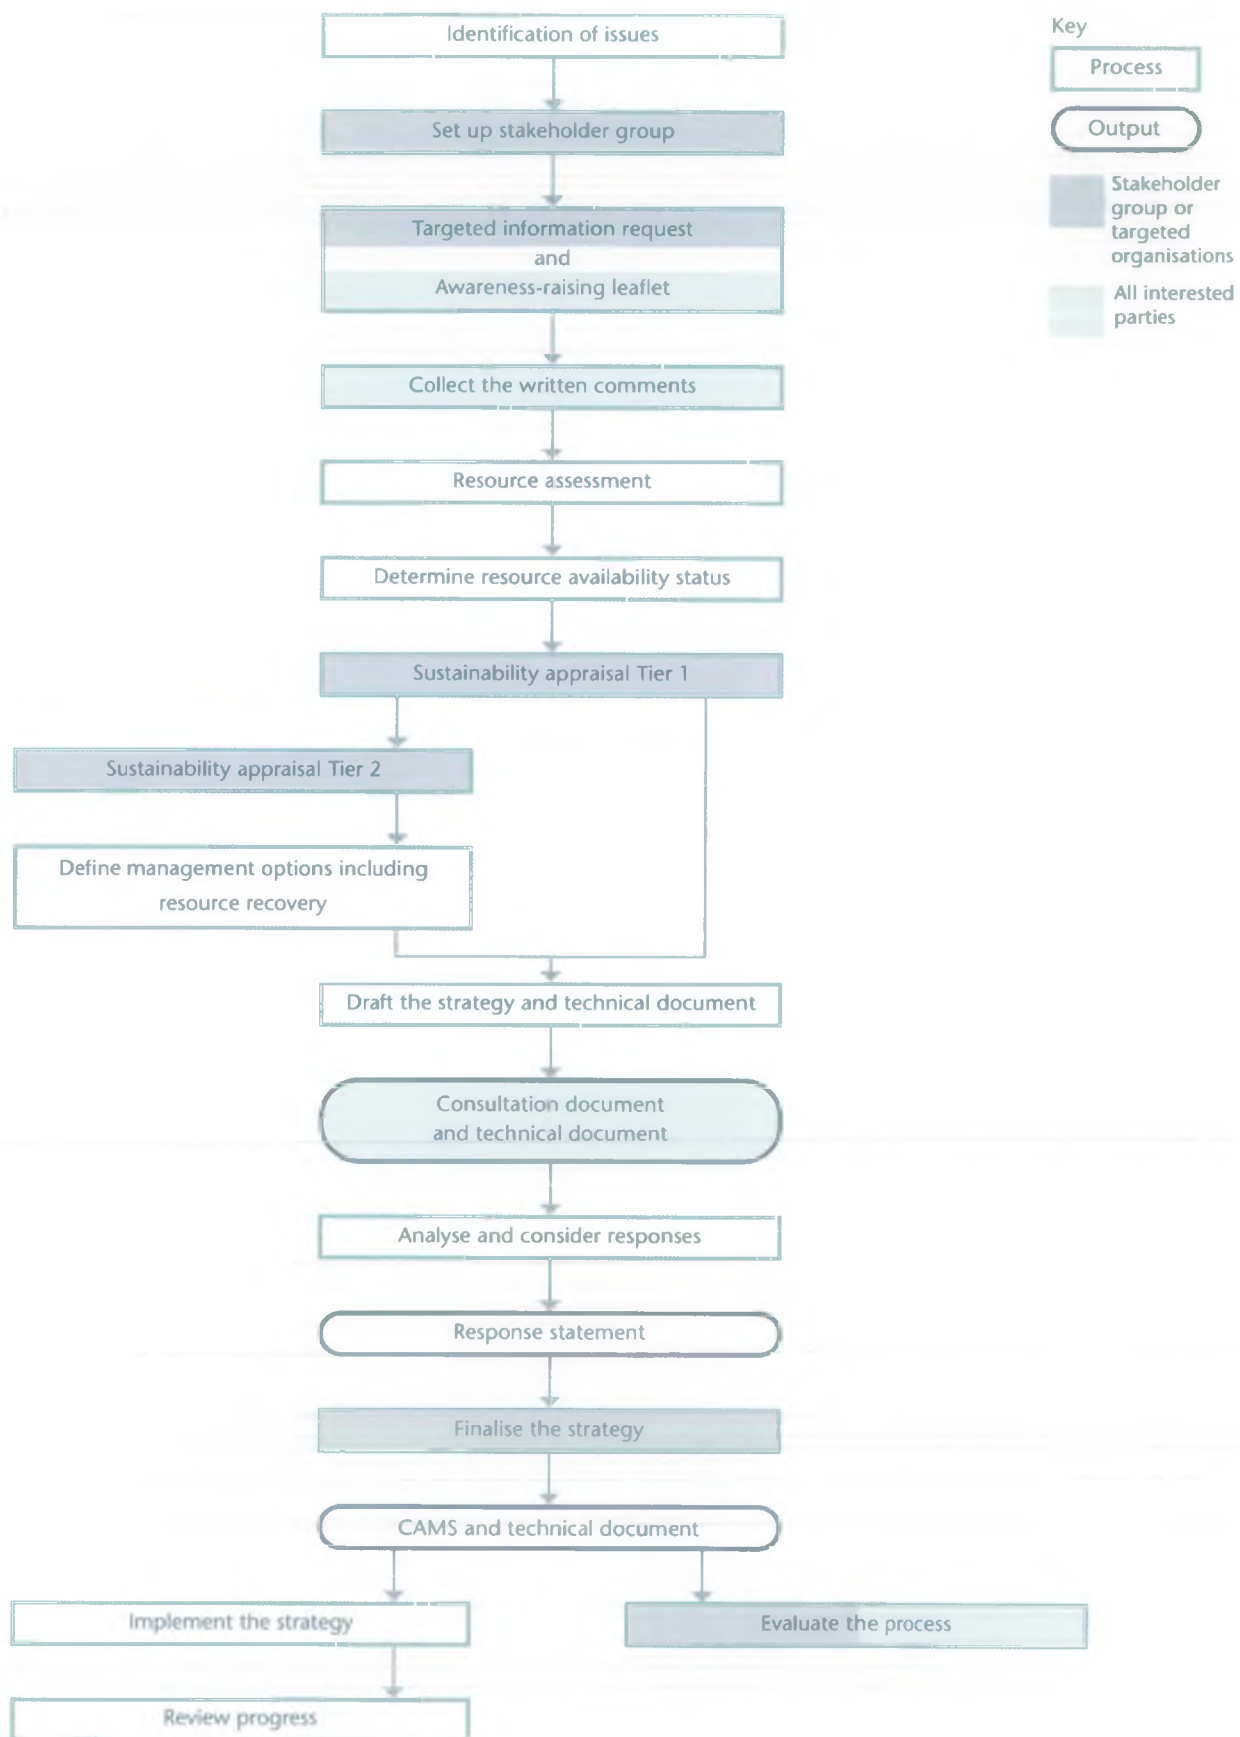 Identification of issues
Set up stakeholder group
Targeted information request
and
Awareness-raising leaflet
Collect the written comments
Resource assessment
Determine resource availability status
Sustainability appraisal Tier 1
Sustainability appraisal Tier 2
Define management options including
resource recovery
Draft the strategy and technical document
Consultation document
and technical document
Analyse and consider responses
Response statement
Finalise the strategy
CAMS and technical document
Implement the strategy
Evaluate the process
Review progress
Key
Process
Output
Stakeholder
group or
targeted
organisations
All interested
parties